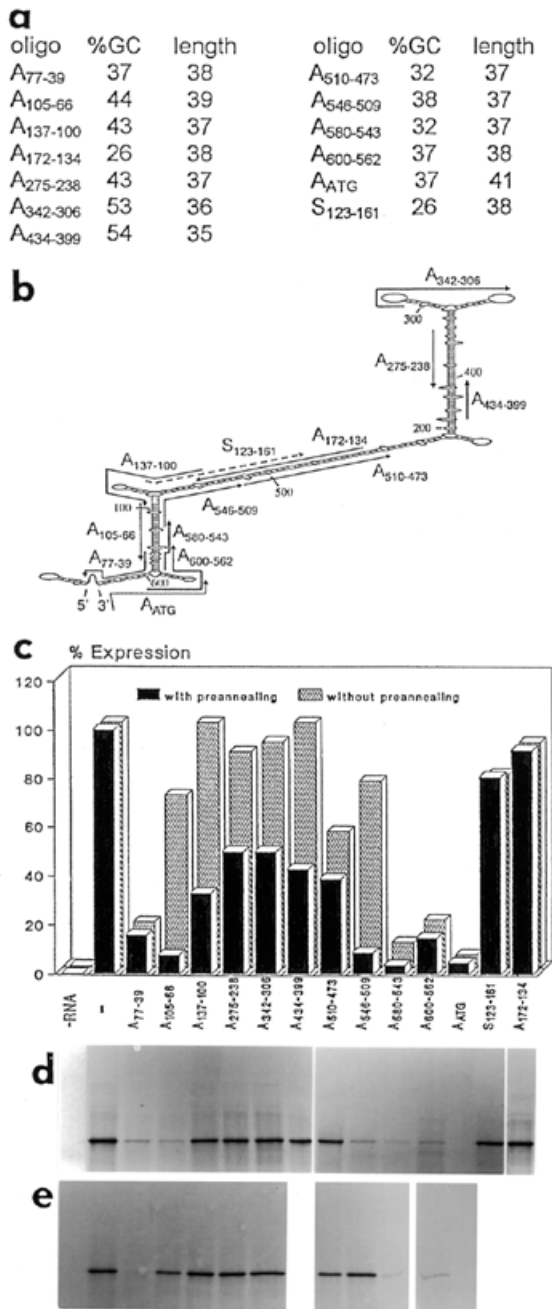 a
oligo %GC length oligo %GC length
A77-39 37 38 A510-473 32 37
A105-66 44 39 A546-509 38 37
A137-100 43 37 A580-543 32 37
A172-134 26 38 A600-562 37 38
A275-238 43 37 AATG 37 41
A342-306 53 36 S123-161 26 38
A434-399 54 35
b
A342-306
300
A275-238
400
A434-399
200
S123-161
A172-134
A137-100
A510-473
500
A546-509
100
A105-66
A580-543
A77-39
A600-562
600
5' 3'
AATG
c % Expression
120
with preannealing without preannealing
100
80
60
40
20
0
-RNA - A77-39 A105-66 A137-100 A275-238 A342-306 A434-399 A510-473 A546-509 A580-543 A600-562 AATG S123-161 A172-134
d
e